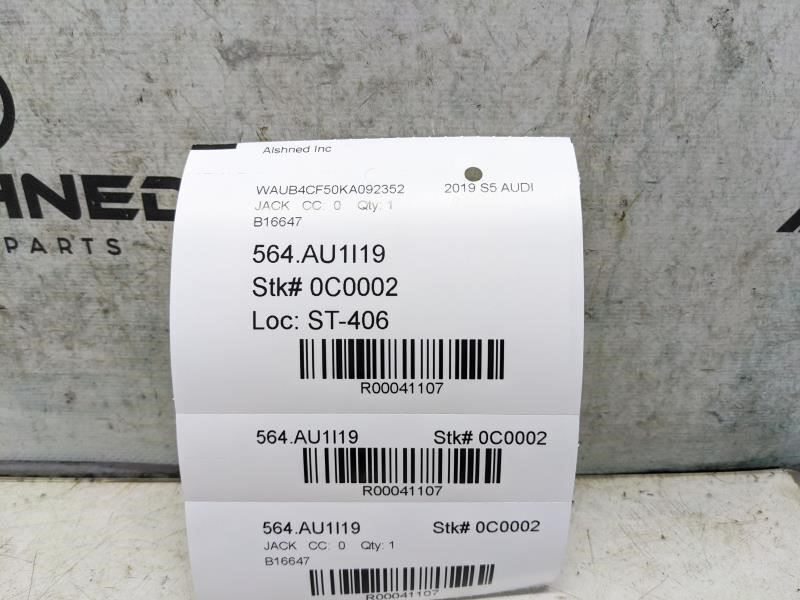 Alshned Inc
WAUB4CF50KA092352 2019 S5 AUDI
JACK CC: 0 Qty: 1
B16647
564.AU1I19
Stk# 0C0002
Loc: ST-406
R00041107
564.AU1I19 Stk# 0C0002
R00041107
564.AU1I19 Stk# 0C0002
JACK CC: 0 Qty: 1
B16647
R00041107
HNED
PARTS